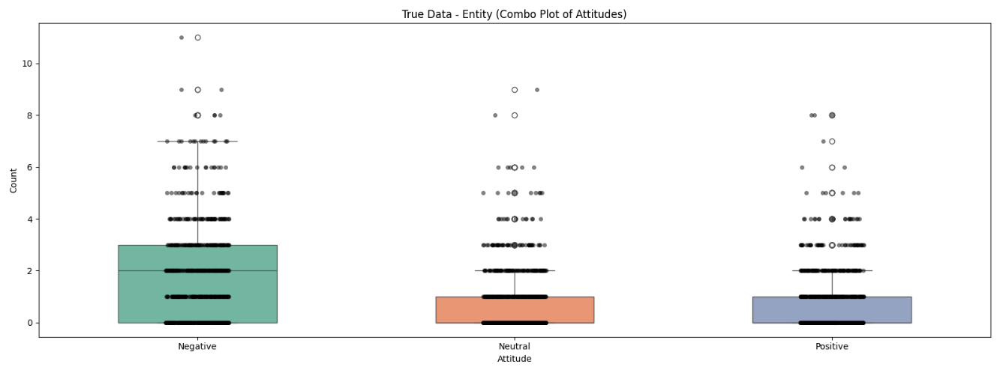 True Data - Entity (Combo Plot of Attitudes)
Count
10
8
6
4
2
0
Negative
Neutral
Positive
Attitude